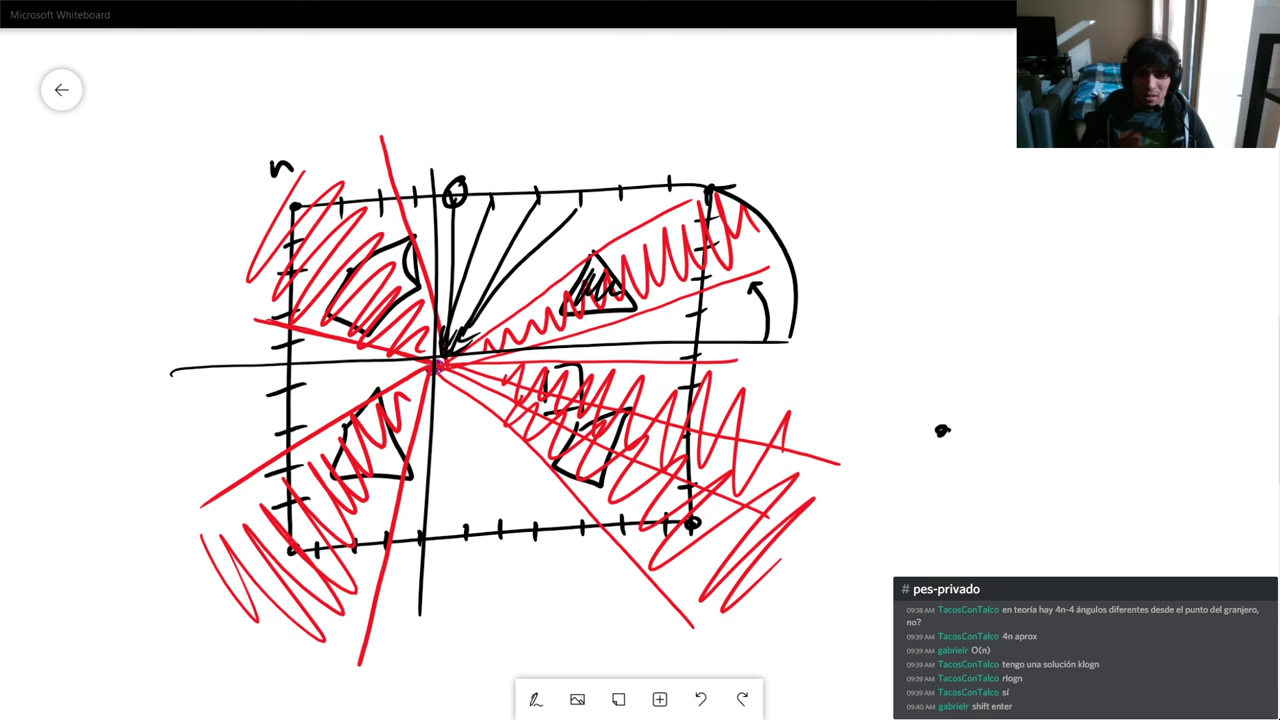 Microsoft Whiteboard
n
# pes-privado
09:38 AM TacosConTalco en teoría hay 4n-4 ángulos diferentes desde el punto del granjero,
no?
09:39 AM TacosConTalco 4n aprox
09:39 AM gabrielr O(n)
09:39 AM TacosConTalco tengo una solución klogn
09:39 AM TacosConTalco rlogn
09:39 AM TacosConTalco sí
09:40 AM gabrielr shift enter